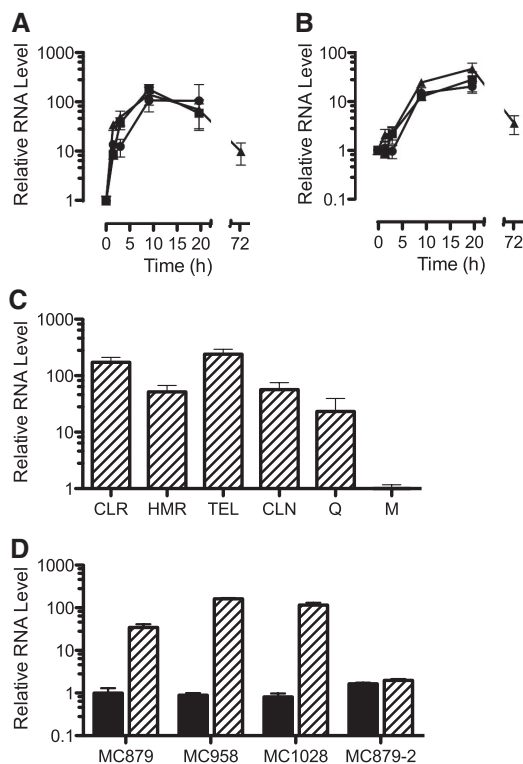 A
B
Relative RNA Level
1000
100
10
1
0 5 10 15 20 72
Time (h)
Relative RNA Level
100
10
1
0.1
0 5 10 15 20 72
Time (h)
C
Relative RNA Level
1000
100
10
1
CLR HMR TEL CLN Q M
D
Relative RNA Level
1000
100
10
1
0.1
MC879 MC958 MC1028 MC879-2